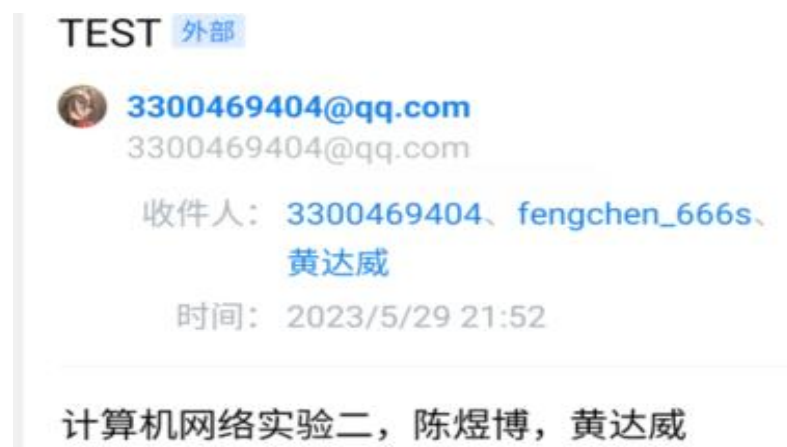 TEST 外部
3300469404@qq.com
3300469404@qq.com
收件人： 3300469404、fengchen_666s、
黄达威
时间： 2023/5/29 21:52
计算机网络实验二，陈煜博，黄达威